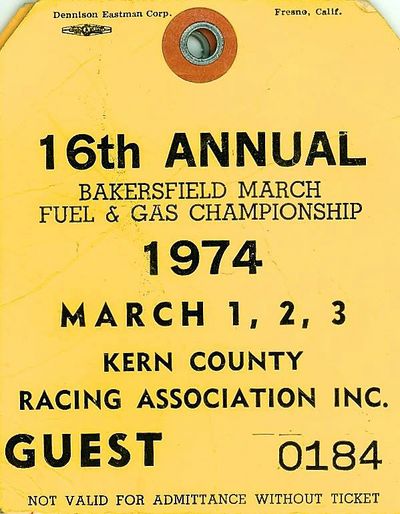 Dennison Eastman Corp. Fresno, Calif.
16th ANNUAL
BAKERSFIELD MARCH
FUEL & GAS CHAMPIONSHIP
1974
MARCH 1, 2, 3
KERN COUNTY
RACING ASSOCIATION INC.
GUEST 0184
NOT VALID FOR ADMITTANCE WITHOUT TICKET